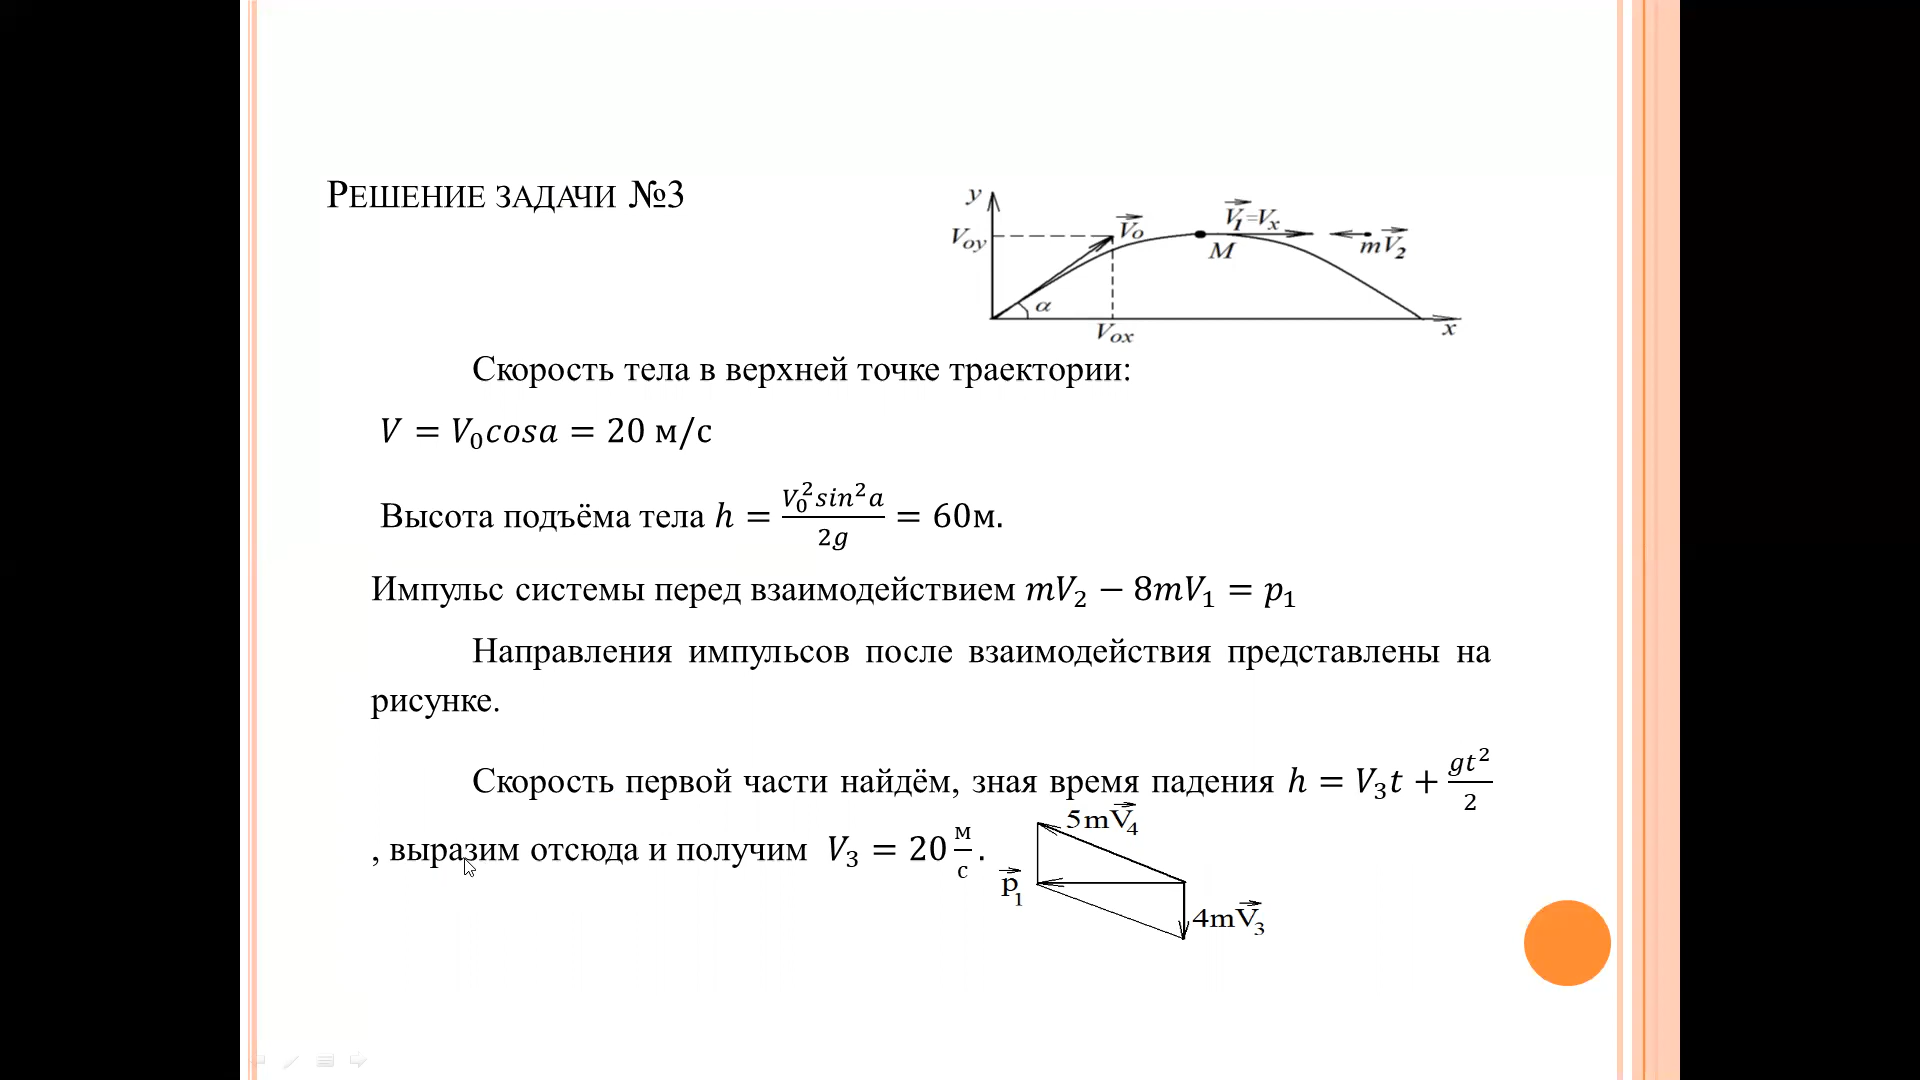 РЕШЕНИЕ ЗАДАЧИ №3
y
V₀y
V₀
V₁=Vₓ
M
mV₂
α
V₀ₓ
x
Скорость тела в верхней точке траектории:
V = V₀cosa = 20 м/с
Высота подъёма тела h = V₀²sin²a / 2g = 60м.
Импульс системы перед взаимодействием mV₂ − 8mV₁ = p₁
Направления импульсов после взаимодействия представлены на
рисунке.
Скорость первой части найдём, зная время падения h = V₃t + gt²/2
, выразим отсюда и получим V₃ = 20 м/с .
5mV₄
p₁
4mV₃